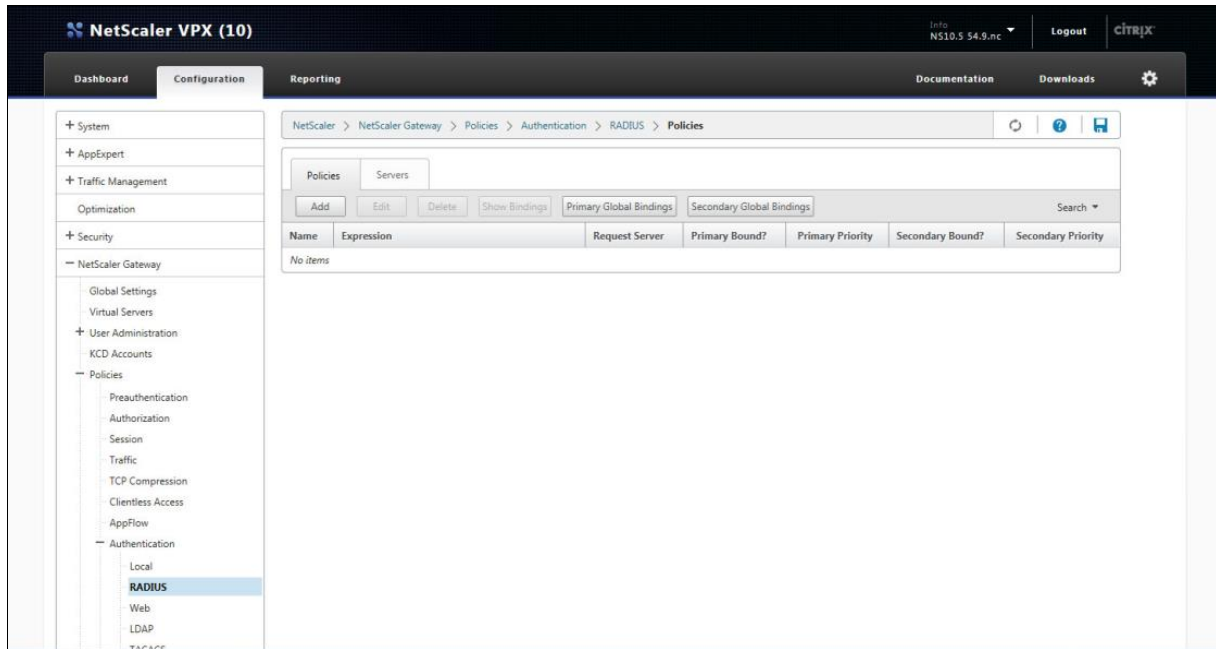 NetScaler VPX (10)
Info
NS10.5 54.9.nc
Logout
CITRIX
Dashboard
Configuration
Reporting
Documentation
Downloads
+ System
+ AppExpert
+ Traffic Management
Optimization
+ Security
— NetScaler Gateway
Global Settings
Virtual Servers
+ User Administration
KCD Accounts
— Policies
Preauthentication
Authorization
Session
Traffic
TCP Compression
Clientless Access
AppFlow
— Authentication
Local
RADIUS
Web
LDAP
TACACS
NetScaler > NetScaler Gateway > Policies > Authentication > RADIUS > Policies
Policies Servers
Add Edit Delete Show Bindings Primary Global Bindings Secondary Global Bindings Search
Name Expression Request Server Primary Bound? Primary Priority Secondary Bound? Secondary Priority
No items